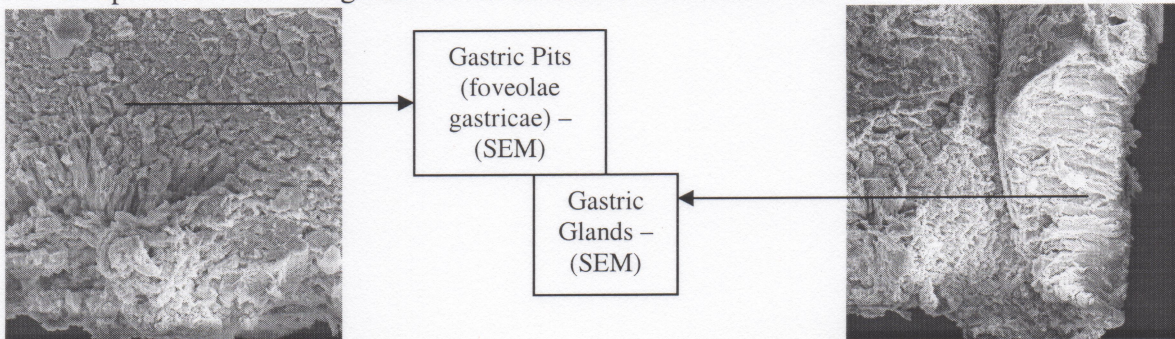 Gastric Pits
(foveolae
gastricae) –
(SEM)
Gastric
Glands –
(SEM)